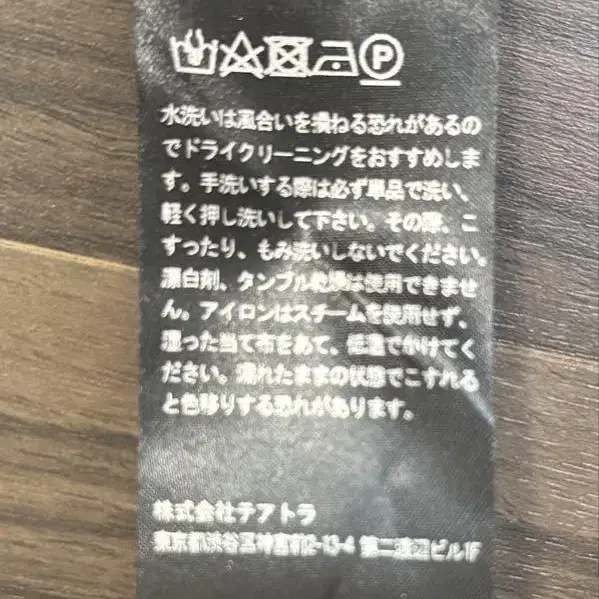 P
水洗いは風合いを損ねる恐れがあるの
でドライクリーニングをおすすめしま
す。手洗いする際は必ず単品で洗い、
軽く押し洗いして下さい。その際、こ
すったり、もみ洗いしないでください。
漂白剤、タンブル乾燥は使用できませ
ん。アイロンはスチームを使用せず、
湿った当て布をあて、低温でかけてく
ださい。濡れたままの状態でこすれる
と色移りする恐れがあります。
株式会社テアトラ
東京都渋谷区神宮前2-13-4 第二渡辺ビル1F